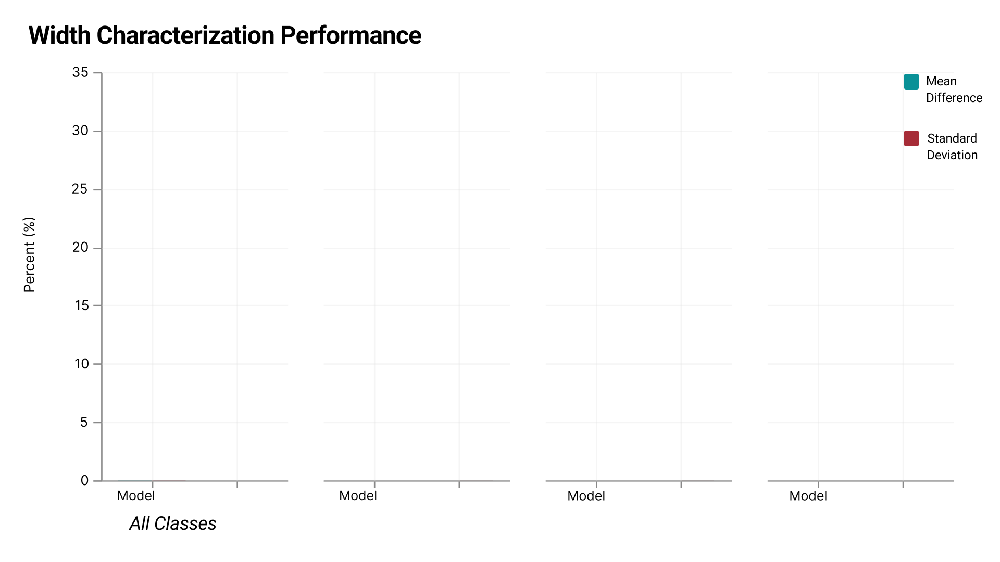 Width Characterization Performance
35
30
25
20
15
10
5
0
Percent (%)
Mean
Difference
Standard
Deviation
Model
Model
Model
Model
All Classes